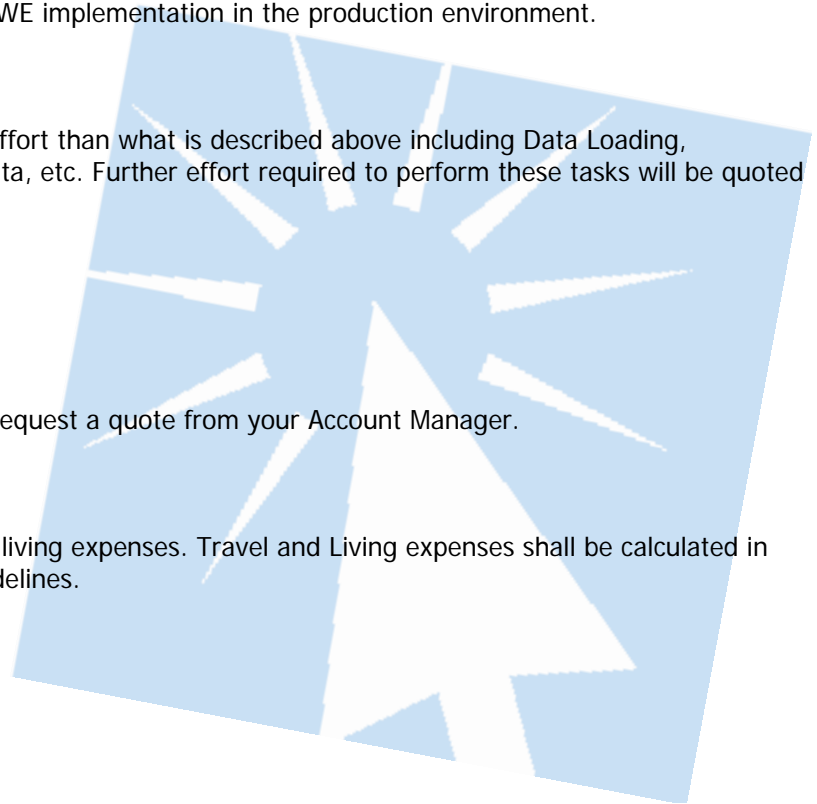 WE implementation in the production environment.
ffort than what is described above including Data Loading,
ta, etc. Further effort required to perform these tasks will be quoted
equest a quote from your Account Manager.
living expenses. Travel and Living expenses shall be calculated in
delines.